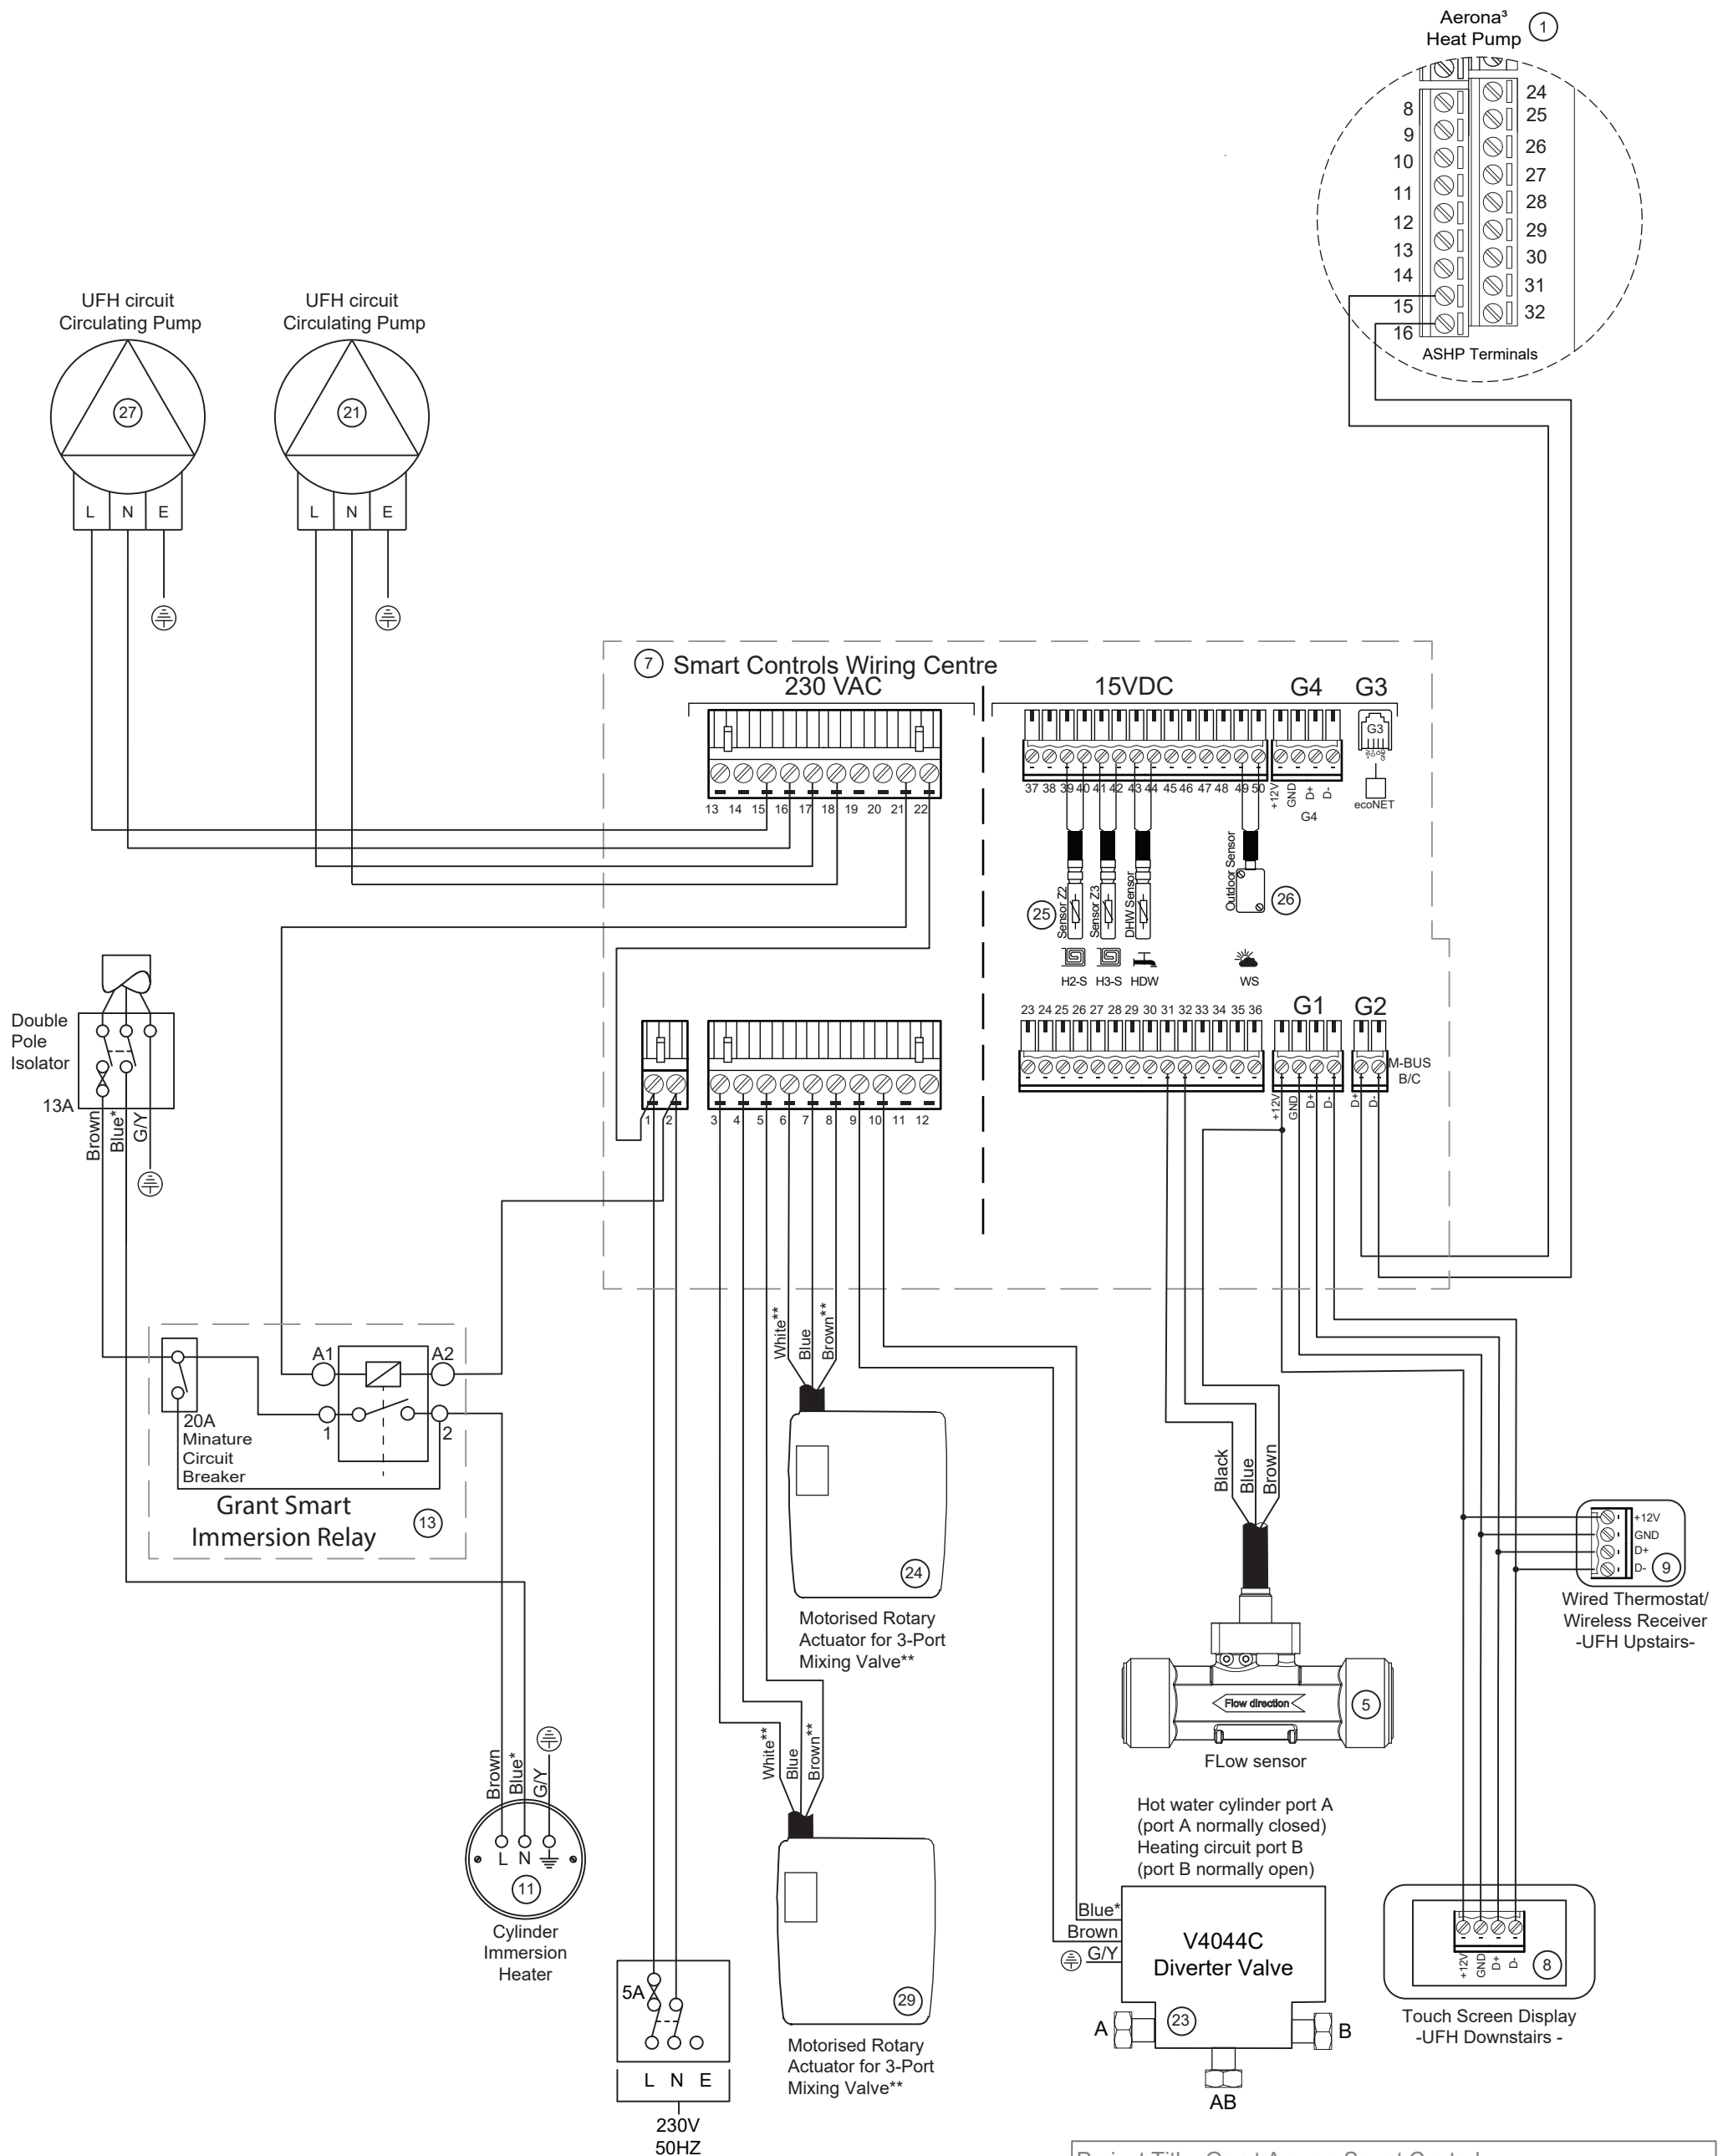 Aerona³
Heat Pump
1
8
9
10
11
12
13
14
15
16
24
25
26
27
28
29
30
31
32
ASHP Terminals
UFH circuit
Circulating Pump
27
L N E
UFH circuit
Circulating Pump
21
L N E
7 Smart Controls Wiring Centre
230 VAC
15VDC
G4
G3
13 14 15 16 17 18 19 20 21 22
37 38 39 40 41 42 43 44 45 46 47 48 49 50
+12V
GND
D+
D-
G4
G3
ecoNET
25
Sensor Z2
Sensor Z3
DHW Sensor
Outdoor Sensor
26
H2-S H3-S HDW
WS
23 24 25 26 27 28 29 30 31 32 33 34 35 36
G1
G2
M-BUS
B/C
+12V
GND
D+
D-
D+
D-
1 2
3 4 5 6 7 8 9 10 11 12
Double
Pole
Isolator
13A
Brown
Blue*
G/Y
A1
A2
1
2
20A
Minature
Circuit
Breaker
Grant Smart
Immersion Relay
13
White**
Blue
Brown**
24
Motorised Rotary
Actuator for 3-Port
Mixing Valve**
White**
Blue
Brown**
29
Motorised Rotary
Actuator for 3-Port
Mixing Valve**
Brown
Blue*
G/Y
L N
11
Cylinder
Immersion
Heater
5A
L N E
230V
50HZ
Black
Blue
Brown
Flow direction
5
FLow sensor
Hot water cylinder port A
(port A normally closed)
Heating circuit port B
(port B normally open)
Blue*
Brown
G/Y
V4044C
Diverter Valve
23
A
B
AB
+12V
GND
D+
D-
9
Wired Thermostat/
Wireless Receiver
-UFH Upstairs-
+12V
GND
D+
D-
8
Touch Screen Display
-UFH Downstairs -